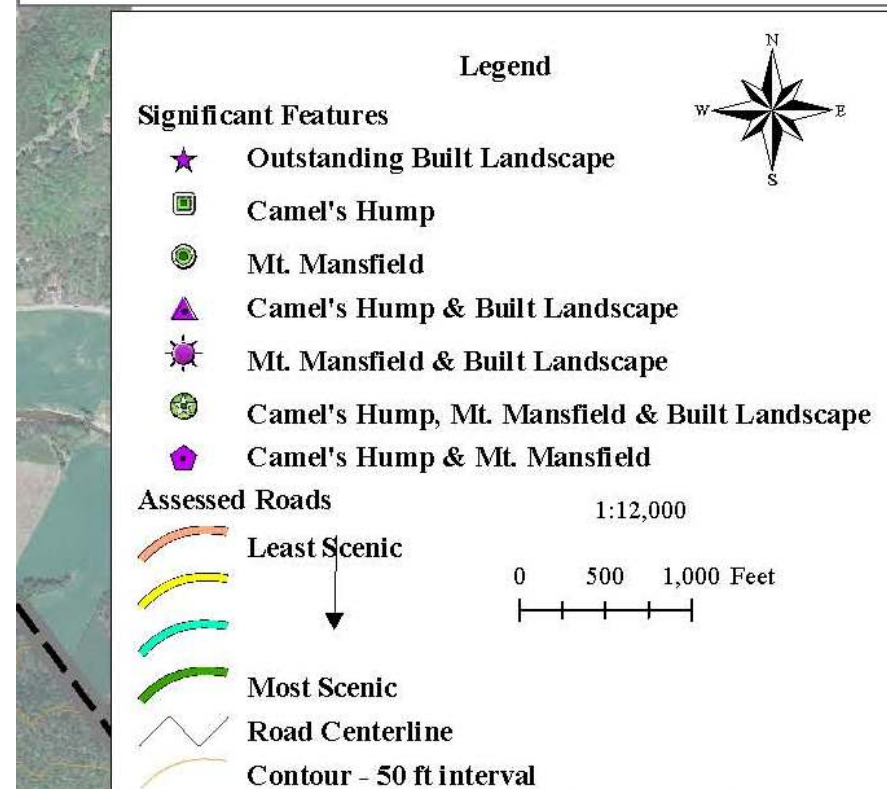 Legend
N
W E
S
Significant Features
Outstanding Built Landscape
Camel's Hump
Mt. Mansfield
Camel's Hump & Built Landscape
Mt. Mansfield & Built Landscape
Camel's Hump, Mt. Mansfield & Built Landscape
Camel's Hump & Mt. Mansfield
Assessed Roads
Least Scenic
Most Scenic
Road Centerline
Contour - 50 ft interval
1:12,000
0 500 1,000 Feet